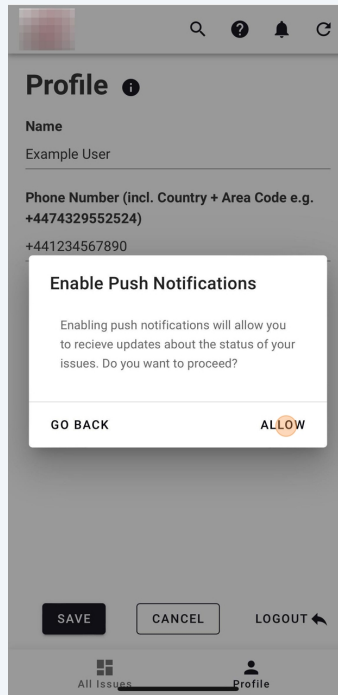 Profile
Name
Example User
Phone Number (incl. Country + Area Code e.g.
+4474329552524)
+441234567890
Enable Push Notifications
Enabling push notifications will allow you
to recieve updates about the status of your
issues. Do you want to proceed?
GO BACK ALLOW
SAVE CANCEL LOGOUT
All Issues Profile